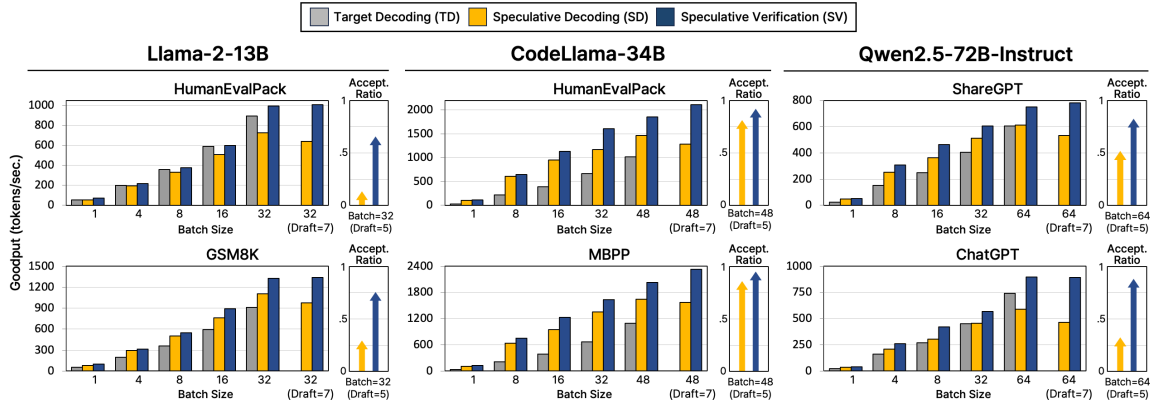 Target Decoding (TD) Speculative Decoding (SD) Speculative Verification (SV)
Llama-2-13B
CodeLlama-34B
Qwen2.5-72B-Instruct
Goodput (tokens/sec.)
HumanEvalPack
1000
800
600
400
200
0
1 4 8 16 32 32
(Draft=7)
Batch Size
Accept.
Ratio
1
.5
0
Batch=32
(Draft=5)
HumanEvalPack
2000
1500
1000
500
0
1 8 16 32 48 48
(Draft=7)
Batch Size
Accept.
Ratio
1
.5
0
Batch=48
(Draft=5)
ShareGPT
800
600
400
200
0
1 4 8 16 32 64 64
(Draft=7)
Batch Size
Accept.
Ratio
1
.5
0
Batch=64
(Draft=5)
GSM8K
1500
1200
900
600
300
0
1 4 8 16 32 32
(Draft=7)
Batch Size
Accept.
Ratio
1
.5
0
Batch=32
(Draft=5)
MBPP
2400
1800
1200
600
0
1 8 16 32 48 48
(Draft=7)
Batch Size
Accept.
Ratio
1
.5
0
Batch=48
(Draft=5)
ChatGPT
1000
750
500
250
0
1 4 8 32 64 64
(Draft=7)
Batch Size
Accept.
Ratio
1
.5
0
Batch=64
(Draft=5)